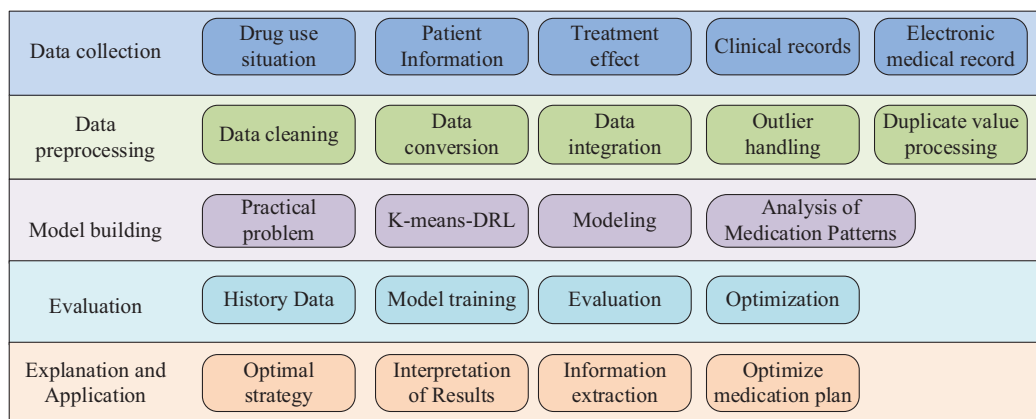 Data collection
Drug use
situation
Patient
Information
Treatment
effect
Clinical records
Electronic
medical record
Data
preprocessing
Data cleaning
Data
conversion
Data
integration
Outlier
handling
Duplicate value
processing
Model building
Practical
problem
K-means-DRL
Modeling
Analysis of
Medication Patterns
Evaluation
History Data
Model training
Evaluation
Optimization
Explanation and
Application
Optimal
strategy
Interpretation
of Results
Information
extraction
Optimize
medication plan